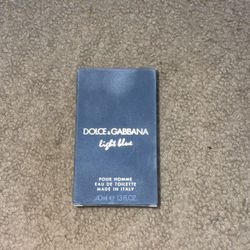 DOLCE & GABBANA
light blue
POUR HOMME
EAU DE TOILETTE
MADE IN ITALY
40ml ℮ 1.3 FL.OZ.